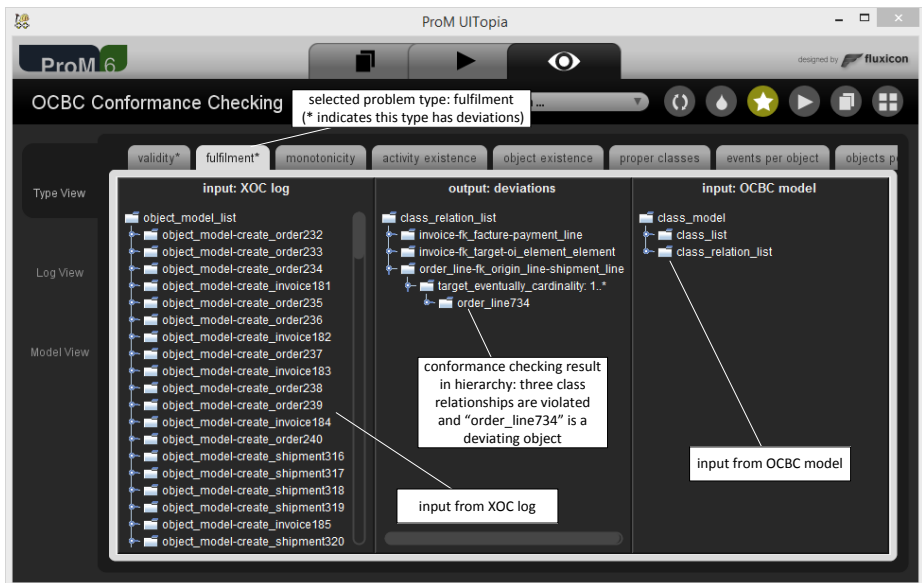 ProM UITopia
ProM 6
designed by fluxicon
OCBC Conformance Checking
...
selected problem type: fulfilment
(* indicates this type has deviations)
validity*
fulfilment*
monotonicity
activity existence
object existence
proper classes
events per object
objects pe
Type View
Log View
Model View
input: XOC log
object_model_list
object_model-create_order232
object_model-create_order233
object_model-create_order234
object_model-create_invoice181
object_model-create_order235
object_model-create_order236
object_model-create_invoice182
object_model-create_order237
object_model-create_invoice183
object_model-create_order238
object_model-create_order239
object_model-create_invoice184
object_model-create_order240
object_model-create_shipment316
object_model-create_shipment317
object_model-create_shipment318
object_model-create_shipment319
object_model-create_invoice185
object_model-create_shipment320
output: deviations
class_relation_list
invoice-fk_facture-payment_line
invoice-fk_target-oi_element_element
order_line-fk_origin_line-shipment_line
target_eventually_cardinality: 1..*
order_line734
conformance checking result
in hierarchy: three class
relationships are violated
and “order_line734” is a
deviating object
input from XOC log
input: OCBC model
class_model
class_list
class_relation_list
input from OCBC model